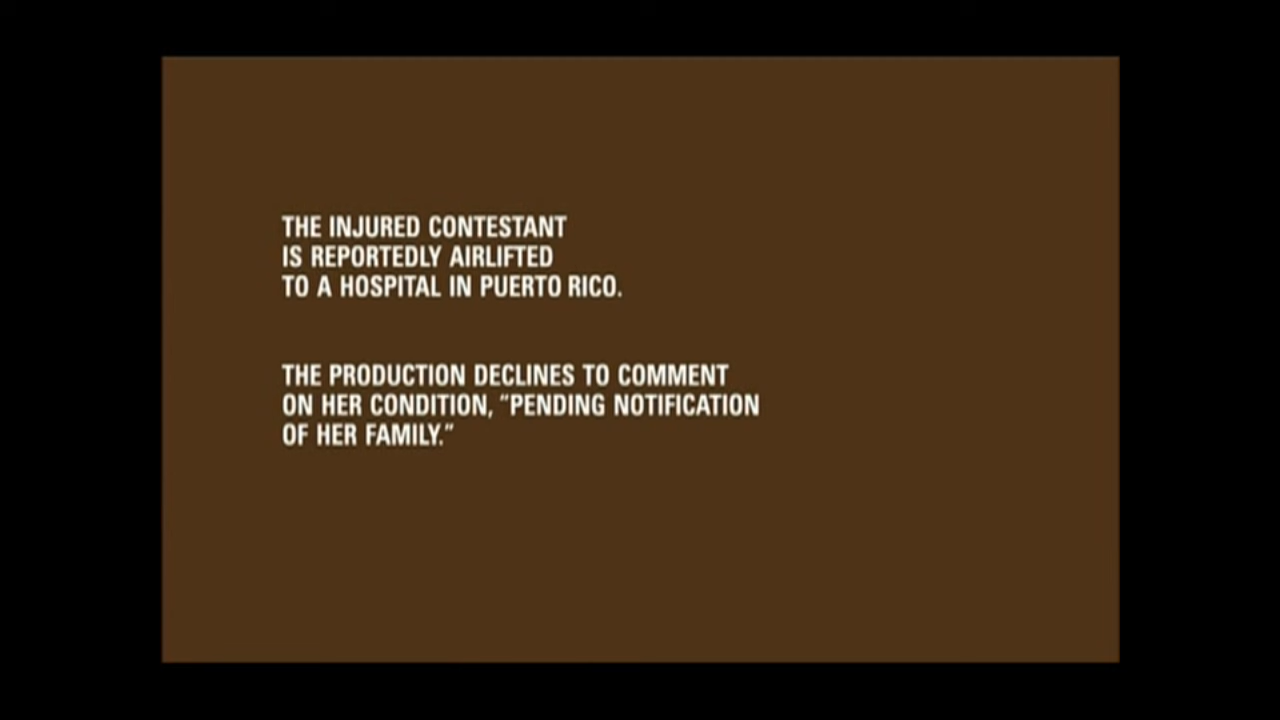 THE INJURED CONTESTANT
IS REPORTEDLY AIRLIFTED
TO A HOSPITAL IN PUERTO RICO.
THE PRODUCTION DECLINES TO COMMENT
ON HER CONDITION, “PENDING NOTIFICATION
OF HER FAMILY.”